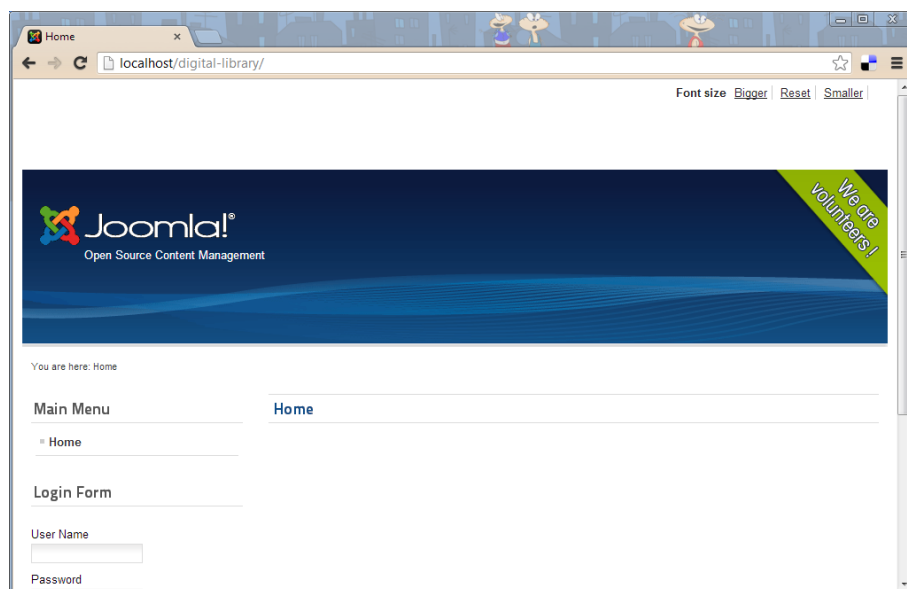 Home
localhost/digital-library/
Font size Bigger Reset Smaller
We are
volunteers!
Joomla!®
Open Source Content Management
You are here: Home
Main Menu
Home
Home
Login Form
User Name
Password